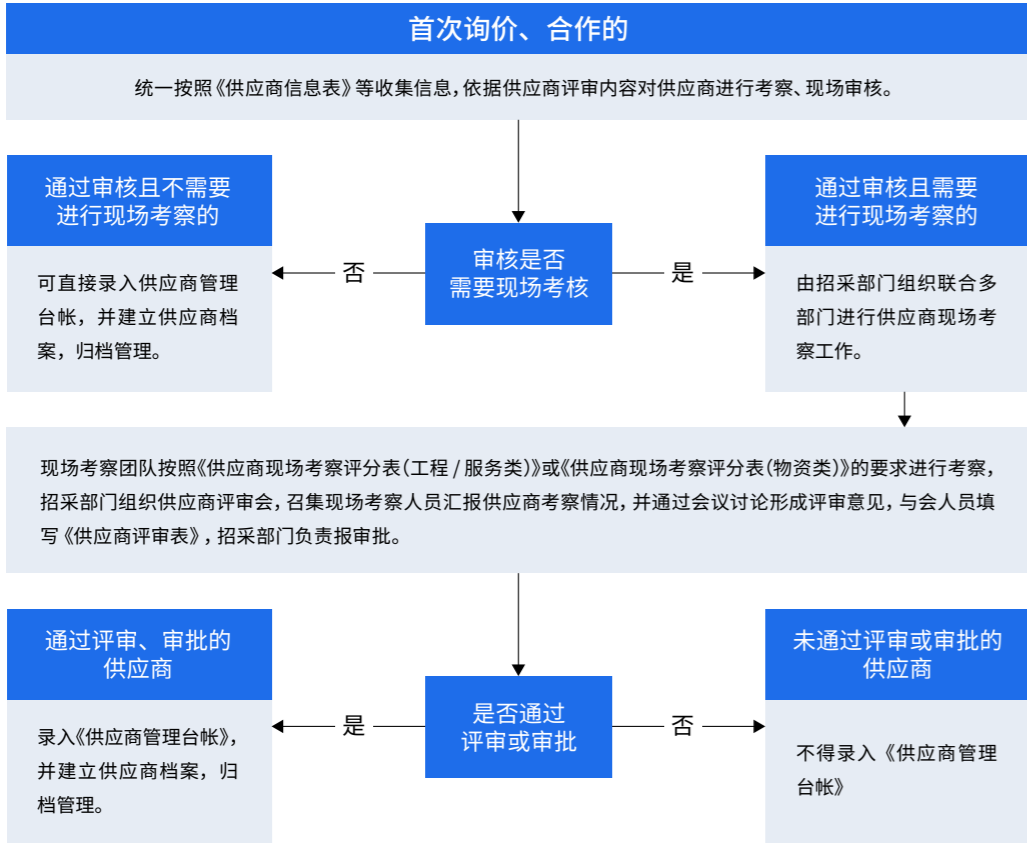 首次询价、合作的
统一按照《供应商信息表》等收集信息，依据供应商评审内容对供应商进行考察、现场审核。
通过审核且不需要
进行现场考察的
可直接录入供应商管理
台帐，并建立供应商档
案，归档管理。
否
审核是否
需要现场考核
是
通过审核且需要
进行现场考察的
由招采部门组织联合多
部门进行供应商现场考
察工作。
现场考察团队按照《供应商现场考察评分表（工程 / 服务类）》或《供应商现场考察评分表（物资类）》的要求进行考察，
招采部门组织供应商评审会，召集现场考察人员汇报供应商考察情况，并通过会议讨论形成评审意见，与会人员填
写《供应商评审表》，招采部门负责报审批。
通过评审、审批的
供应商
录入《供应商管理台帐》，
并建立供应商档案，归
档管理。
是
是否通过
评审或审批
否
未通过评审或审批的
供应商
不得录入《供应商管理
台帐》